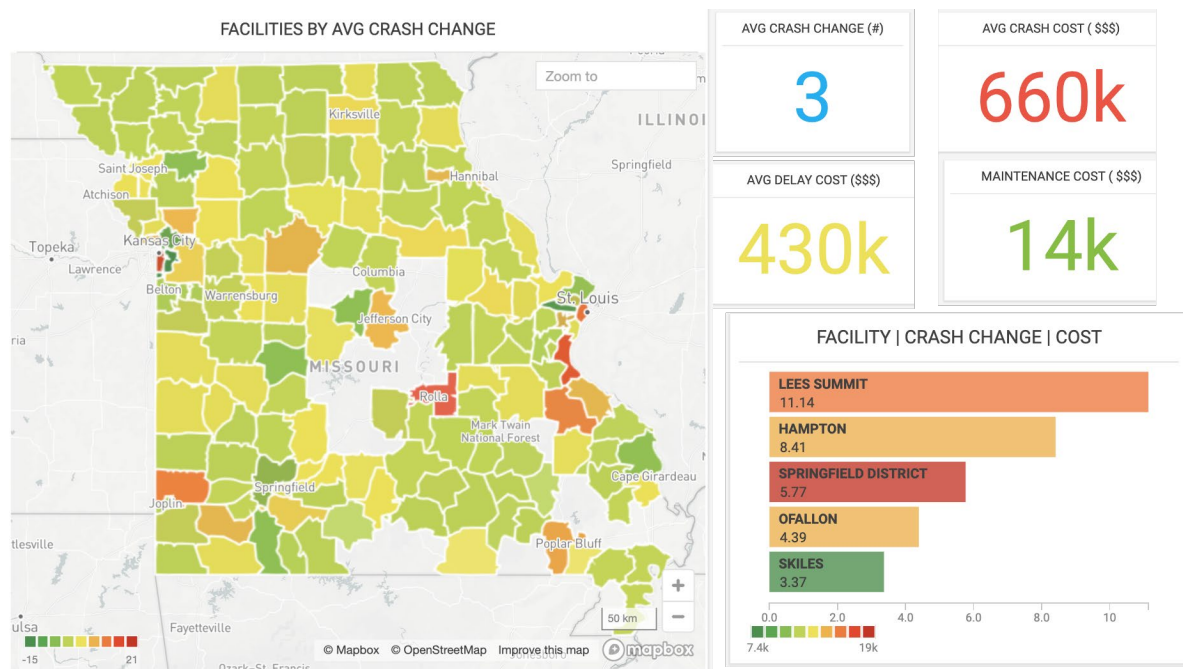 FACILITIES BY AVG CRASH CHANGE
Zoom to
Kirksville
ILLINOI
Saint Joseph
Hannibal
Springfield
Atchison
Topeka
Kansas City
Lawrence
Columbia
Belton
Warrensburg
St. Louis
Jefferson City
MISSOURI
Rolla
Mark Twain
National Forest
Cape Girardeau
Springfield
Joplin
tlesville
Poplar Bluff
ulsa
Fayetteville
+
−
50 km
-15
21
© Mapbox © OpenStreetMap Improve this map
mapbox
Ozark-St. Francis
AVG CRASH CHANGE (#)
3
AVG CRASH COST ( $$$)
660k
AVG DELAY COST ($$$)
430k
MAINTENANCE COST ( $$$)
14k
FACILITY | CRASH CHANGE | COST
LEES SUMMIT
11.14
HAMPTON
8.41
SPRINGFIELD DISTRICT
5.77
OFALLON
4.39
SKILES
3.37
0.0 2.0 4.0 6.0 8.0 10
7.4k
19k